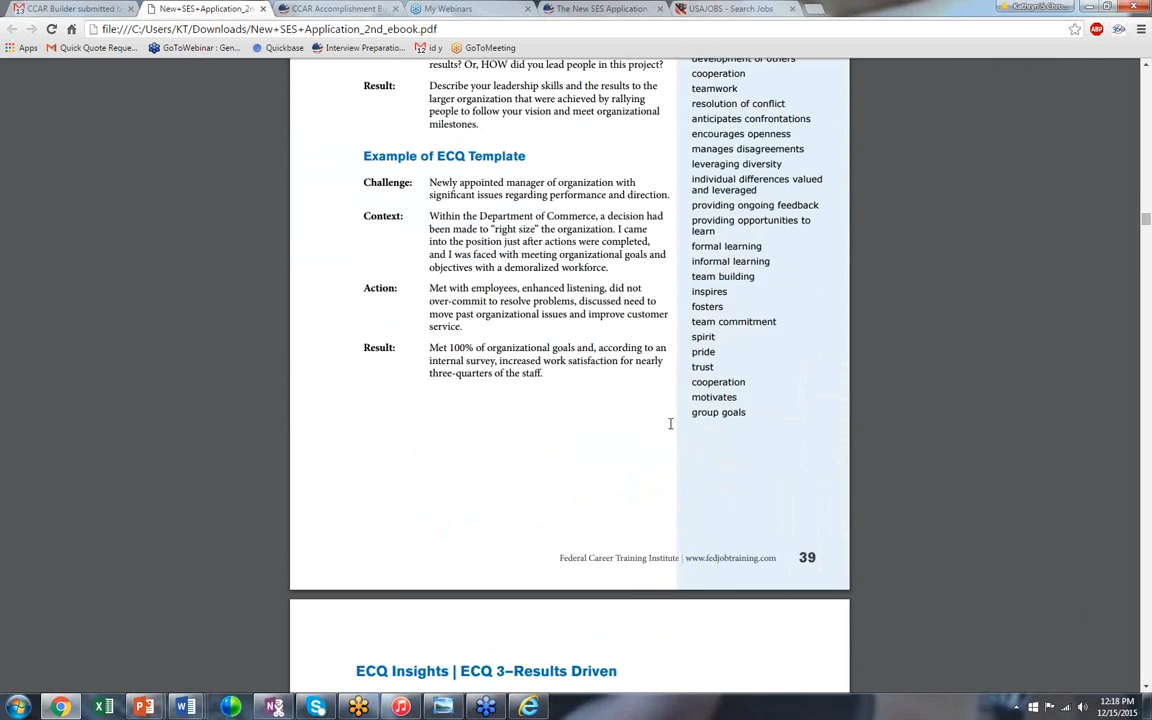 CCAR Builder submitted b
New+SES+Application_2n
CCAR Accomplishment Bu
My Webinars
The New SES Application
USAJOBS - Search Jobs
Kathryn S Chro...
file:///C:/Users/KT/Downloads/New+SES+Application_2nd_ebook.pdf
Apps
Quick Quote Reque...
GoToWebinar : Gen...
Quickbase
Interview Preparatio...
id y
GoToMeeting
results? Or, HOW did you lead people in this project?
Result: Describe your leadership skills and the results to the
larger organization that were achieved by rallying
people to follow your vision and meet organizational
milestones.
Example of ECQ Template
Challenge: Newly appointed manager of organization with
significant issues regarding performance and direction.
Context: Within the Department of Commerce, a decision had
been made to “right size” the organization. I came
into the position just after actions were completed,
and I was faced with meeting organizational goals and
objectives with a demoralized workforce.
Action: Met with employees, enhanced listening, did not
over-commit to resolve problems, discussed need to
move past organizational issues and improve customer
service.
Result: Met 100% of organizational goals and, according to an
internal survey, increased work satisfaction for nearly
three-quarters of the staff.
development of others
cooperation
teamwork
resolution of conflict
anticipates confrontations
encourages openness
manages disagreements
leveraging diversity
individual differences valued
and leveraged
providing ongoing feedback
providing opportunities to
learn
formal learning
informal learning
team building
inspires
fosters
team commitment
spirit
pride
trust
cooperation
motivates
group goals
Federal Career Training Institute | www.fedjobtraining.com 39
ECQ Insights | ECQ 3–Results Driven
12:18 PM
12/15/2015